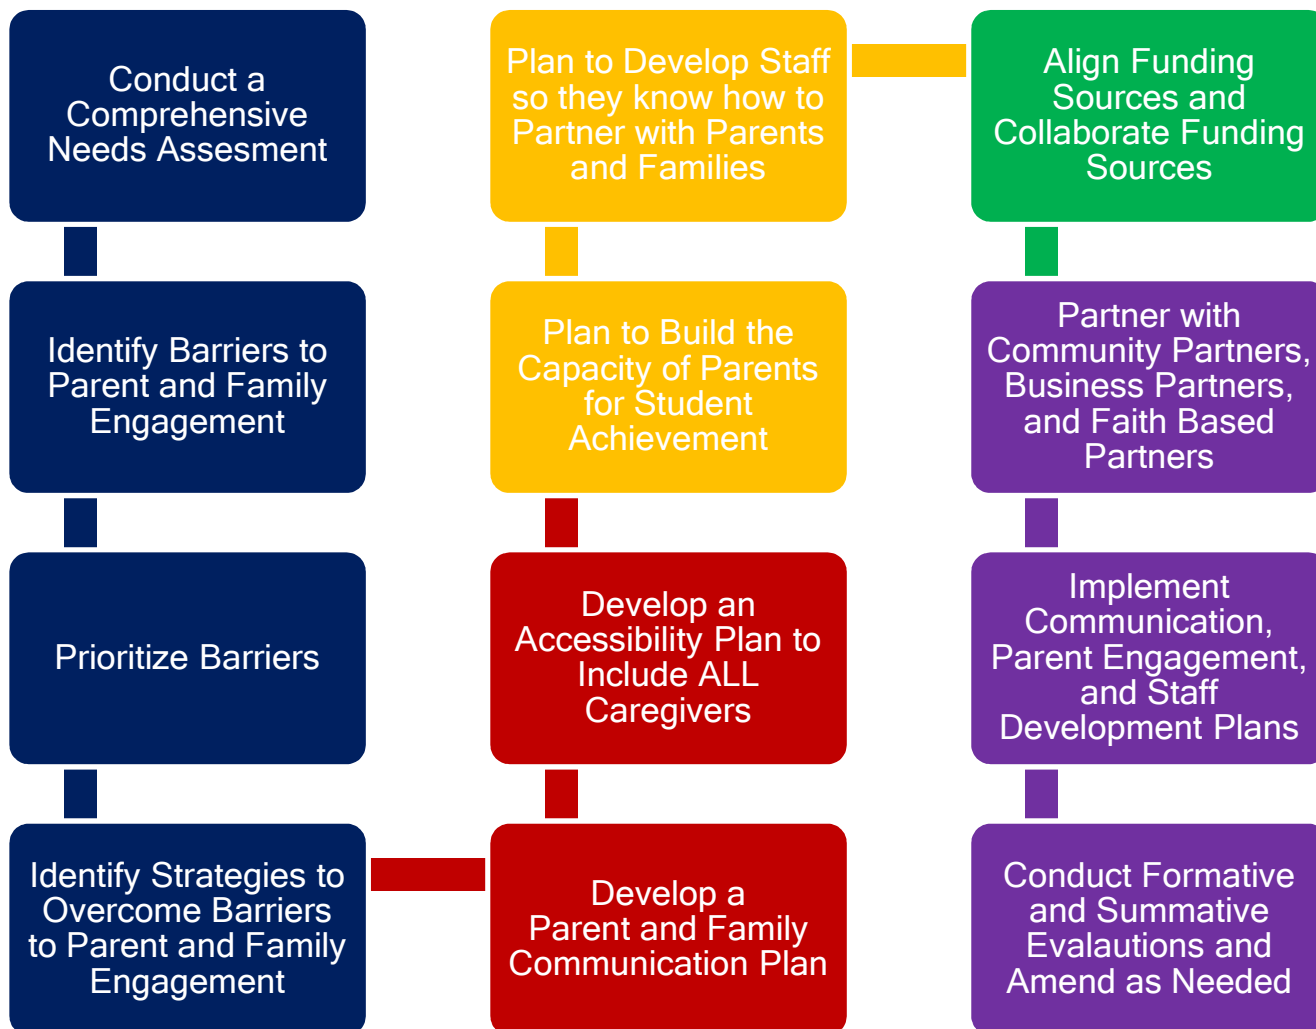 Conduct a
Comprehensive
Needs Assesment
Identify Barriers to
Parent and Family
Engagement
Prioritize Barriers
Identify Strategies to
Overcome Barriers
to Parent and Family
Engagement
Develop a
Parent and Family
Communication Plan
Develop an
Accessibility Plan to
Include ALL
Caregivers
Plan to Build the
Capacity of Parents
for Student
Achievement
Plan to Develop Staff
so they know how to
Partner with Parents
and Families
Align Funding
Sources and
Collaborate Funding
Sources
Partner with
Community Partners,
Business Partners,
and Faith Based
Partners
Implement
Communication,
Parent Engagement,
and Staff
Development Plans
Conduct Formative
and Summative
Evalautions and
Amend as Needed